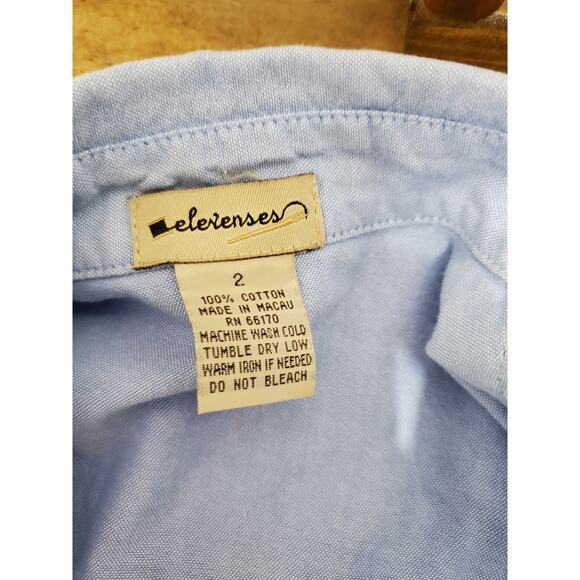 elevenses
2
100% COTTON
MADE IN MACAU
RN 66170
MACHINE WASH COLD
TUMBLE DRY LOW
WARM IRON IF NEEDED
DO NOT BLEACH